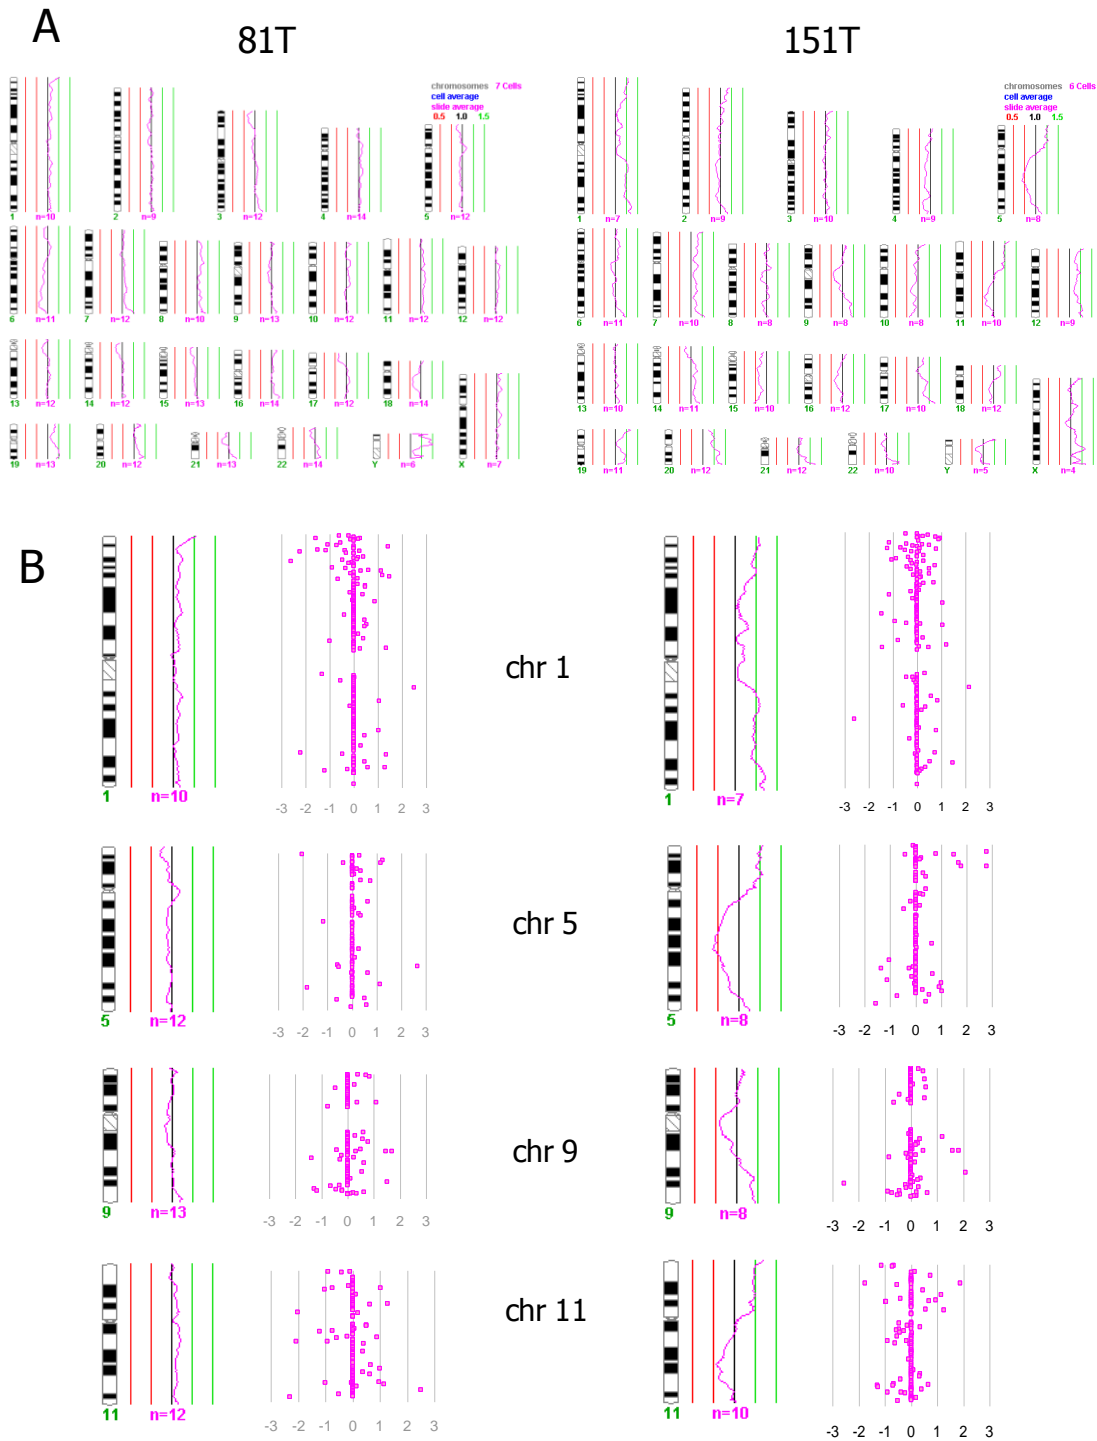 A
81T
151T
chromosomes 7 Cells
cell average
slide average
0.5 1.0 1.5
chromosomes 6 Cells
cell average
slide average
0.5 1.0 1.5
1 n=10
2 n=9
3 n=12
4 n=14
5 n=12
1 n=7
2 n=9
3 n=10
4 n=9
5 n=8
6 n=11
7 n=12
8 n=10
9 n=13
10 n=12
11 n=12
12 n=12
6 n=11
7 n=10
8 n=8
9 n=8
10 n=8
11 n=10
12 n=9
13 n=12
14 n=12
15 n=13
16 n=14
17 n=12
18 n=14
13 n=10
14 n=11
15 n=10
16 n=12
17 n=10
18 n=12
19 n=13
20 n=12
21 n=13
22 n=14
Y n=6
X n=7
19 n=11
20 n=12
21 n=12
22 n=10
Y n=5
X n=4
B
chr 1
1 n=10
-3 -2 -1 0 1 2 3
1 n=7
-3 -2 -1 0 1 2 3
chr 5
5 n=12
-3 -2 -1 0 1 2 3
5 n=8
-3 -2 -1 0 1 2 3
chr 9
9 n=13
-3 -2 -1 0 1 2 3
9 n=8
-3 -2 -1 0 1 2 3
chr 11
11 n=12
-3 -2 -1 0 1 2 3
11 n=10
-3 -2 -1 0 1 2 3